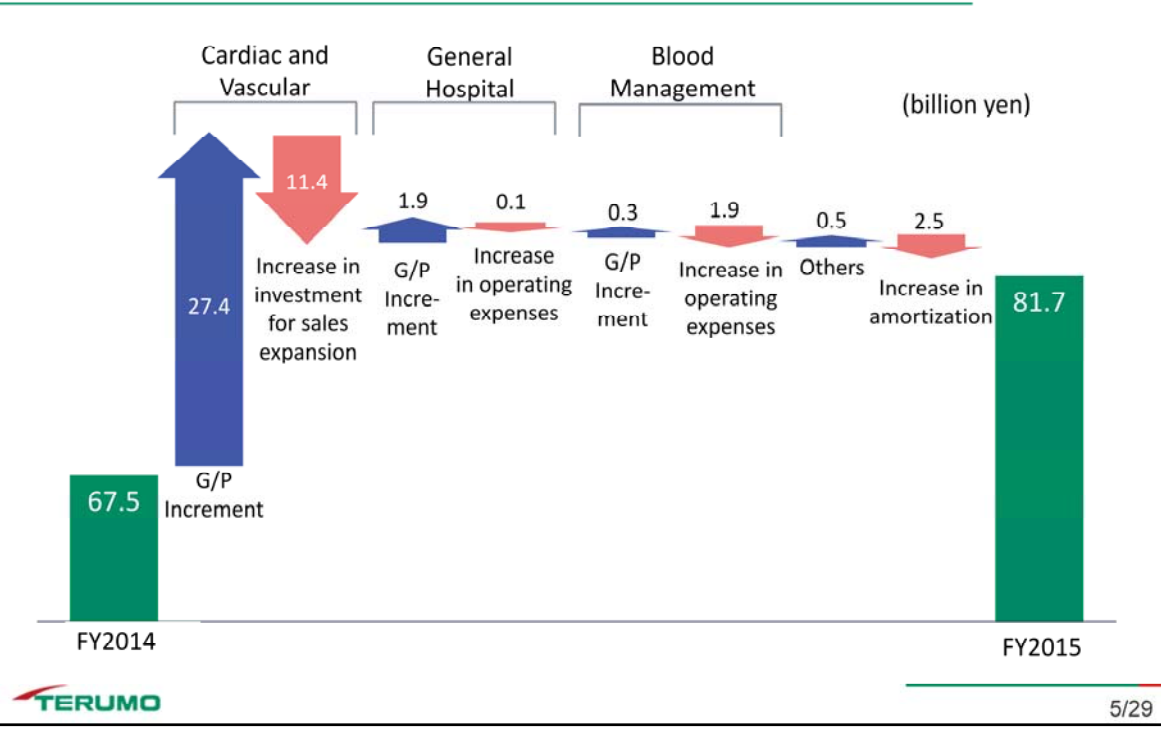 Cardiac and
Vascular
General
Hospital
Blood
Management
(billion yen)
27.4
G/P
Increment
11.4
Increase in
investment
for sales
expansion
1.9
G/P
Incre-
ment
0.1
Increase
in operating
expenses
0.3
G/P
Incre-
ment
1.9
Increase in
operating
expenses
0.5
Others
2.5
Increase in
amortization
67.5
FY2014
81.7
FY2015
TERUMO
5/29